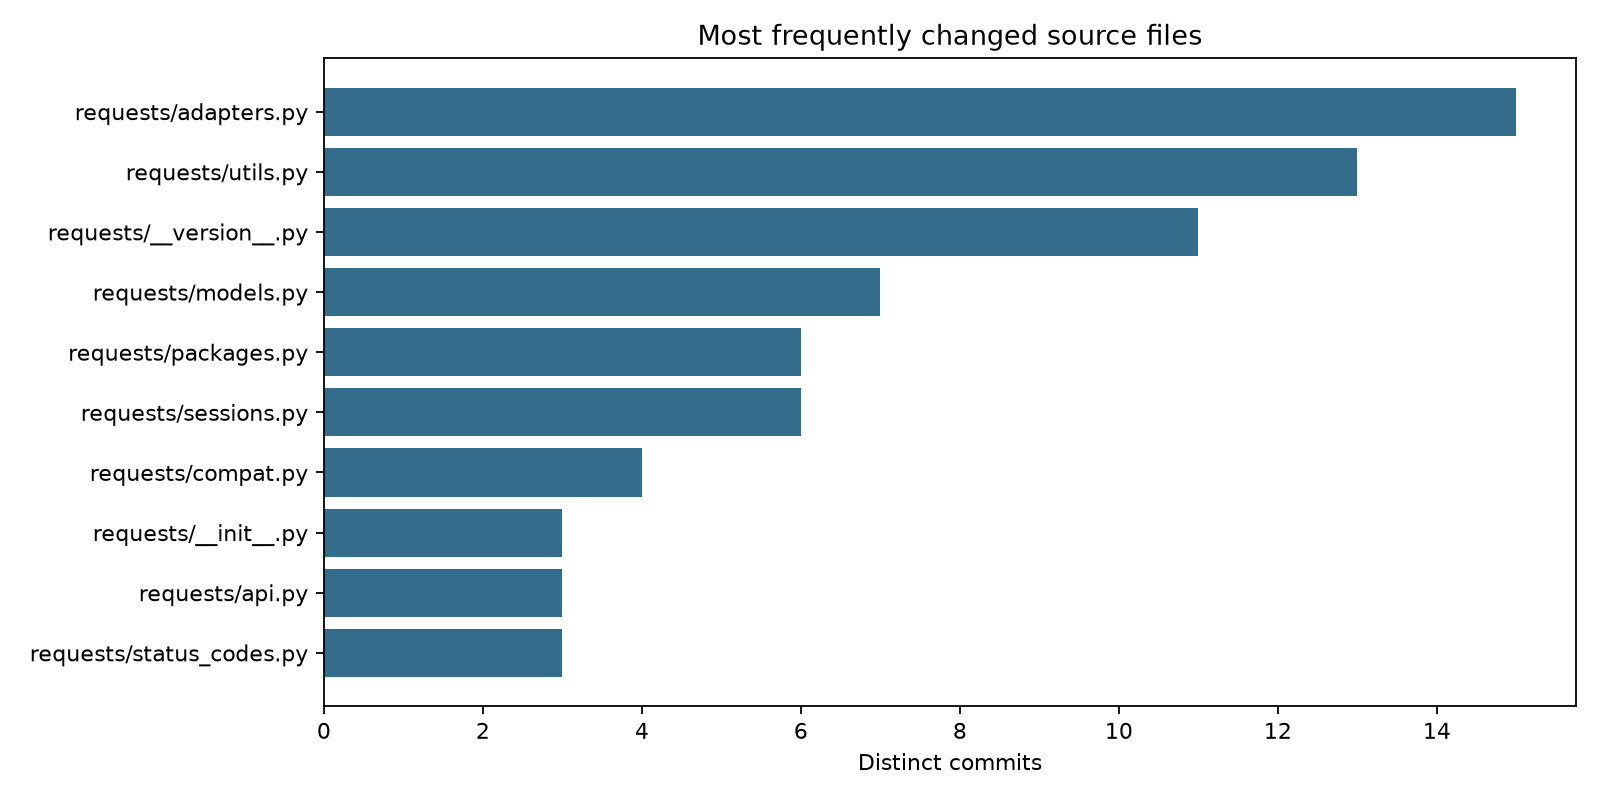 Most frequently changed source files
requests/adapters.py
requests/utils.py
requests/__version__.py
requests/models.py
requests/packages.py
requests/sessions.py
requests/compat.py
requests/__init__.py
requests/api.py
requests/status_codes.py
0 2 4 6 8 10 12 14
Distinct commits